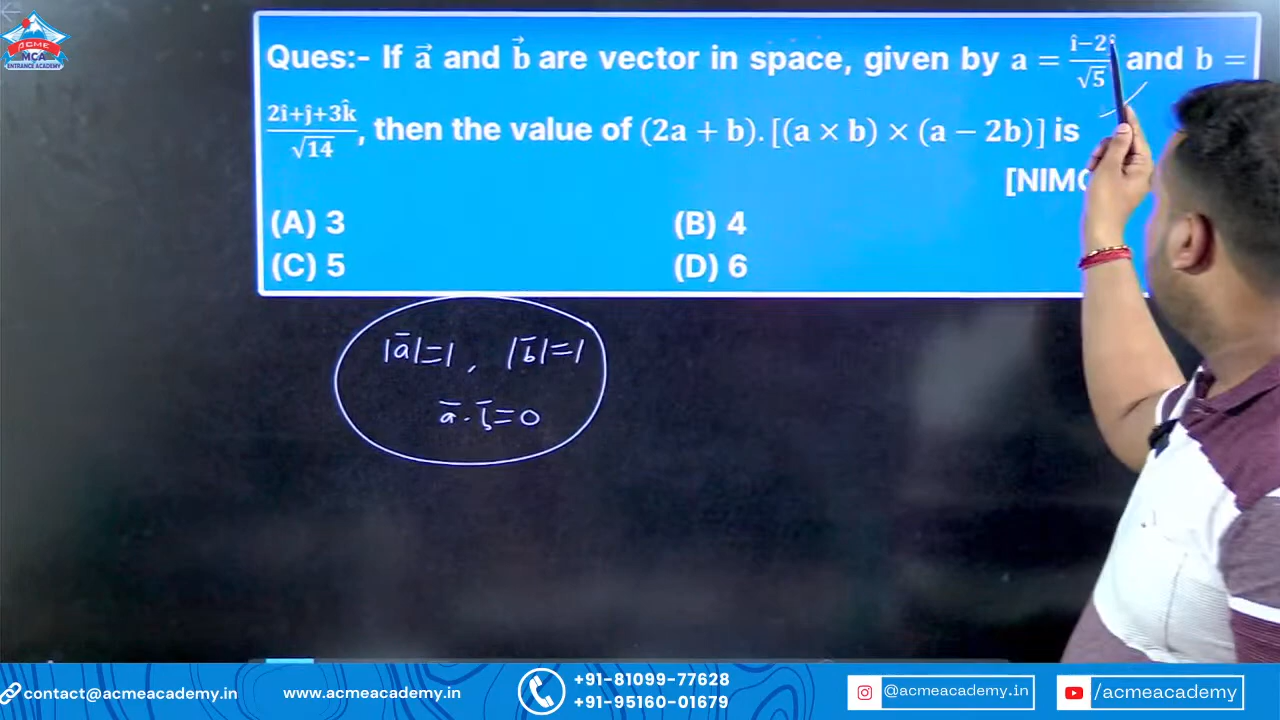 ACME
MCA
ENTRANCE ACADEMY
Ques:- If a⃗ and b⃗ are vector in space, given by a = (î−2ĵ)/√5 and b =
(2î+ĵ+3k̂)/√14, then the value of (2a + b). [(a × b) × (a − 2b)] is
[NIMC
(A) 3 (B) 4
(C) 5 (D) 6
|a̅|=1, |b̅|=1
a̅·b̅=0
contact@acmeacademy.in www.acmeacademy.in +91-81099-77628 @acmeacademy.in /acmeacademy
+91-95160-01679